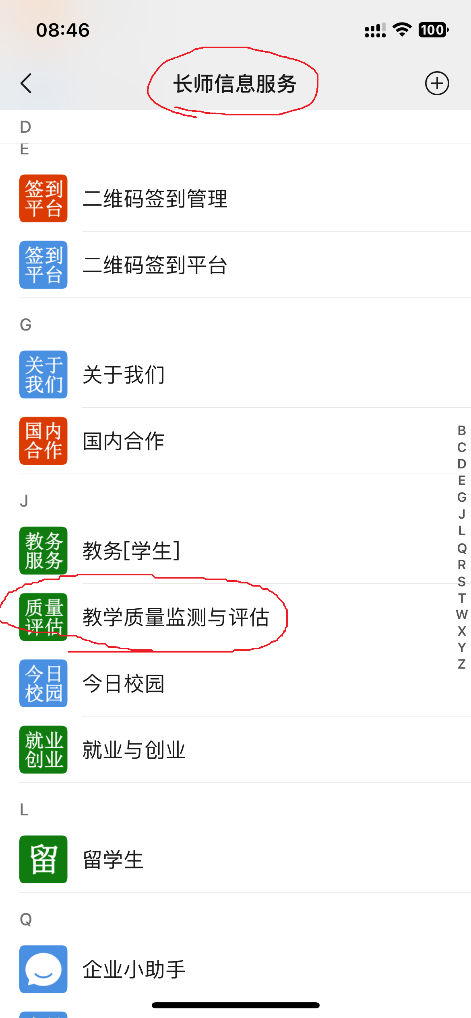 08:46
100
长师信息服务
D
E
签到
平台
二维码签到管理
签到
平台
二维码签到平台
G
关于
我们
关于我们
国内
合作
国内合作
J
教务
服务
教务[学生]
质量
评估
教学质量监测与评估
今日
校园
今日校园
就业
创业
就业与创业
L
留
留学生
Q
企业小助手
B
C
D
E
G
J
L
Q
R
S
T
W
X
Y
Z